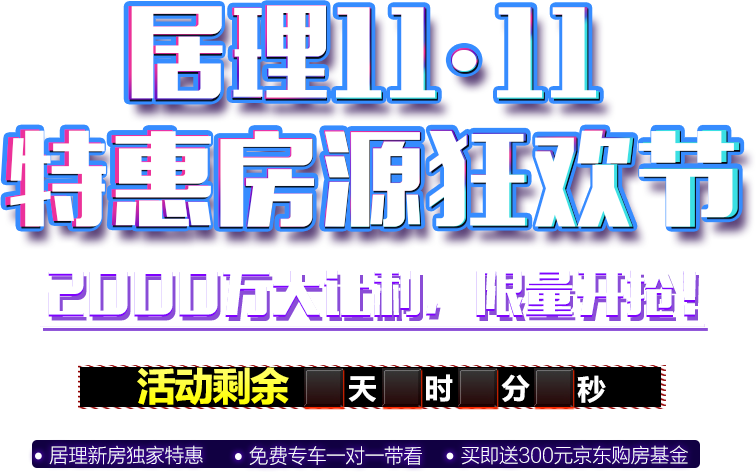 居理11·11
特惠房源狂欢节
2000万大让利，限量开抢！
活动剩余 天 时 分 秒
• 居理新房独家特惠 • 免费专车一对一带看 • 买即送300元京东购房基金